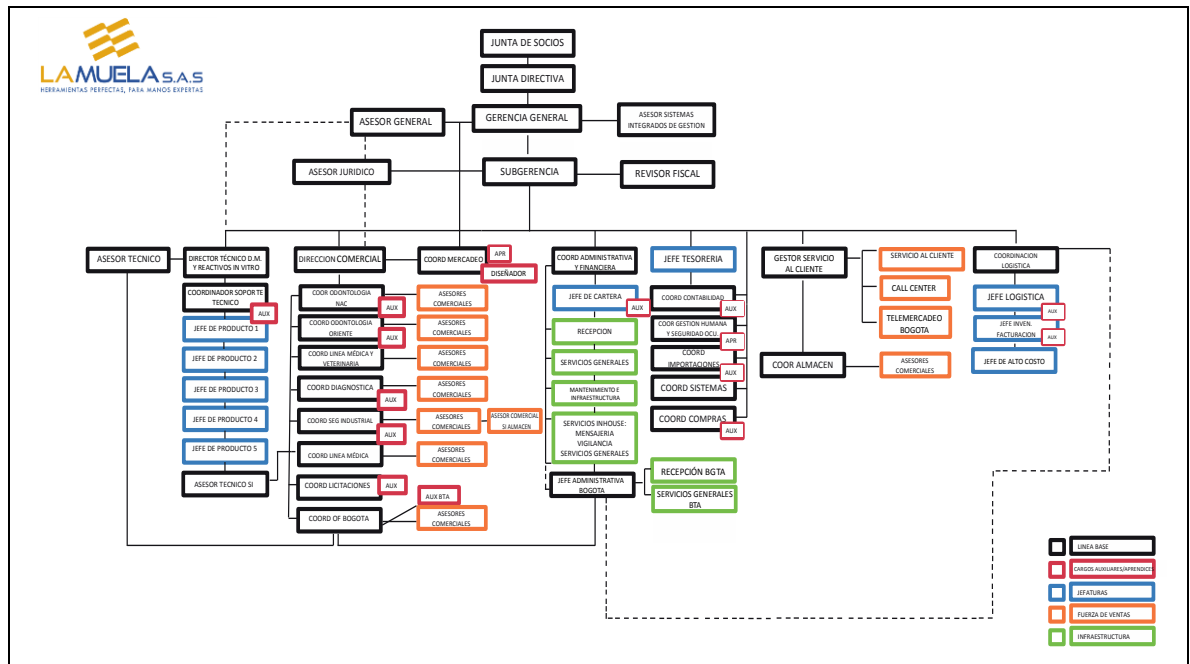 LAMUELA S.A.S
HERRAMIENTAS PERFECTAS, PARA MANOS EXPERTAS
JUNTA DE SOCIOS
JUNTA DIRECTIVA
GERENCIA GENERAL
ASESOR GENERAL
ASESOR SISTEMAS
INTEGRADOS DE GESTION
ASESOR JURIDICO
SUBGERENCIA
REVISOR FISCAL
ASESOR TECNICO
DIRECTOR TÉCNICO D.M.
Y REACTIVOS IN VITRO
COORDINADOR SOPORTE
TECNICO
AUX
JEFE DE PRODUCTO 1
JEFE DE PRODUCTO 2
JEFE DE PRODUCTO 3
JEFE DE PRODUCTO 4
JEFE DE PRODUCTO 5
ASESOR TECNICO SI
DIRECCION COMERCIAL
COOR ODONTOLOGIA
NAC
AUX
ASESORES
COMERCIALES
COORD ODONTOLOGIA
ORIENTE
AUX
ASESORES
COMERCIALES
COORD LINEA MÉDICA Y
VETERINARIA
ASESORES
COMERCIALES
COORD DIAGNOSTICA
AUX
ASESORES
COMERCIALES
COORD SEG INDUSTRIAL
AUX
ASESORES
COMERCIALES
ASESOR COMERCIAL
SI ALMACEN
COORD LINEA MÉDICA
ASESORES
COMERCIALES
COORD LICITACIONES
AUX
AUX BTA
COORD OF BOGOTA
ASESORES
COMERCIALES
COORD MERCADEO
APR
DISEÑADOR
COORD ADMINISTRATIVA
Y FINANCIERA
JEFE DE CARTERA
AUX
RECEPCION
SERVICIOS GENERALES
MANTENIMIENTO E
INFRAESTRUCTURA
SERVICIOS INHOUSE:
MENSAJERIA
VIGILANCIA
SERVICIOS GENERALES
JEFE ADMINISTRATIVA
BOGOTA
RECEPCIÓN BGTA
SERVICIOS GENERALES
BTA
JEFE TESORERIA
COORD CONTABILIDAD
AUX
COOR GESTION HUMANA
Y SEGURIDAD OCU.
APR
COORD
IMPORTACIONES
AUX
COORD SISTEMAS
COORD COMPRAS
AUX
GESTOR SERVICIO
AL CLIENTE
SERVICIO AL CLIENTE
CALL CENTER
TELEMERCADEO
BOGOTA
COOR ALMACEN
ASESORES
COMERCIALES
COORDINACION
LOGISTICA
JEFE LOGISTICA
AUX
JEFE INVEN.
FACTURACION
AUX
JEFE DE ALTO COSTO
LINEA BASE
CARGOS AUXILIARES/APRENDICES
JEFATURAS
FUERZA DE VENTAS
INFRAESTRUCTURA